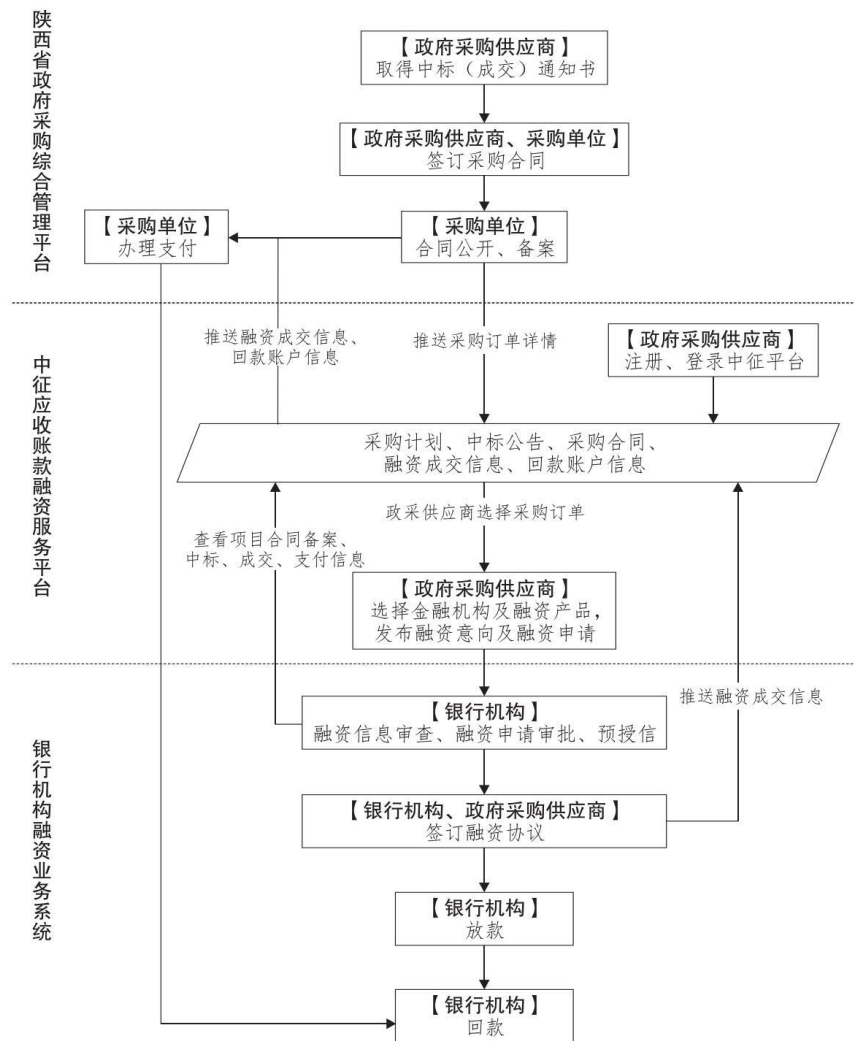 陕西省政府采购综合管理平台
【政府采购供应商】
取得中标（成交）通知书
【政府采购供应商、采购单位】
签订采购合同
【采购单位】
办理支付
【采购单位】
合同公开、备案
中征应收账款融资服务平台
推送融资成交信息、
回款账户信息
推送采购订单详情
【政府采购供应商】
注册、登录中征平台
采购计划、中标公告、采购合同、
融资成交信息、回款账户信息
政采供应商选择采购订单
查看项目合同备案、
中标、成交、支付信息
【政府采购供应商】
选择金融机构及融资产品，
发布融资意向及融资申请
银行机构融资业务系统
推送融资成交信息
【银行机构】
融资信息审查、融资申请审批、预授信
【银行机构、政府采购供应商】
签订融资协议
【银行机构】
放款
【银行机构】
回款